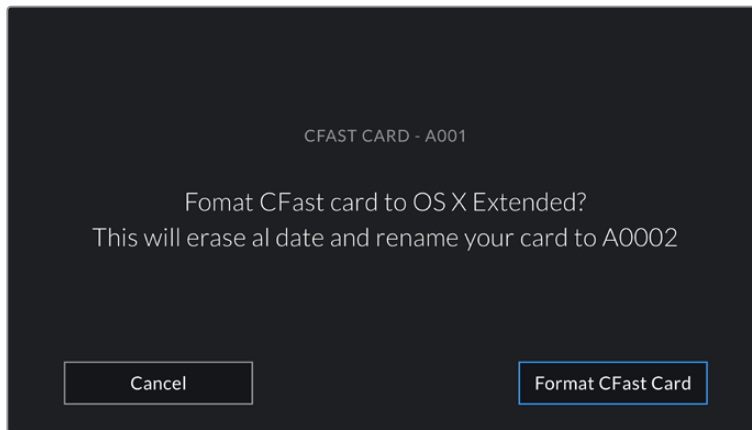 CFAST CARD - A001
Fomat CFast card to OS X Extended?
This will erase al date and rename your card to A0002
Cancel
Format CFast Card